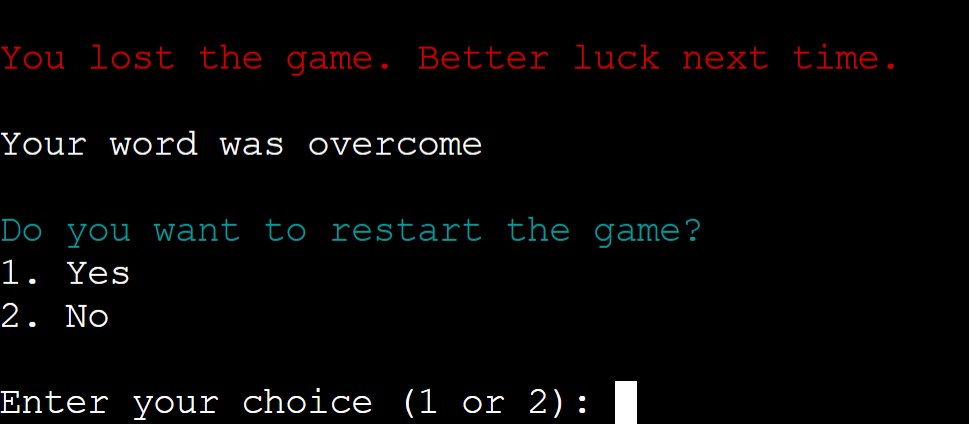 You lost the game. Better luck next time.
Your word was overcome
Do you want to restart the game?
1. Yes
2. No
Enter your choice (1 or 2):